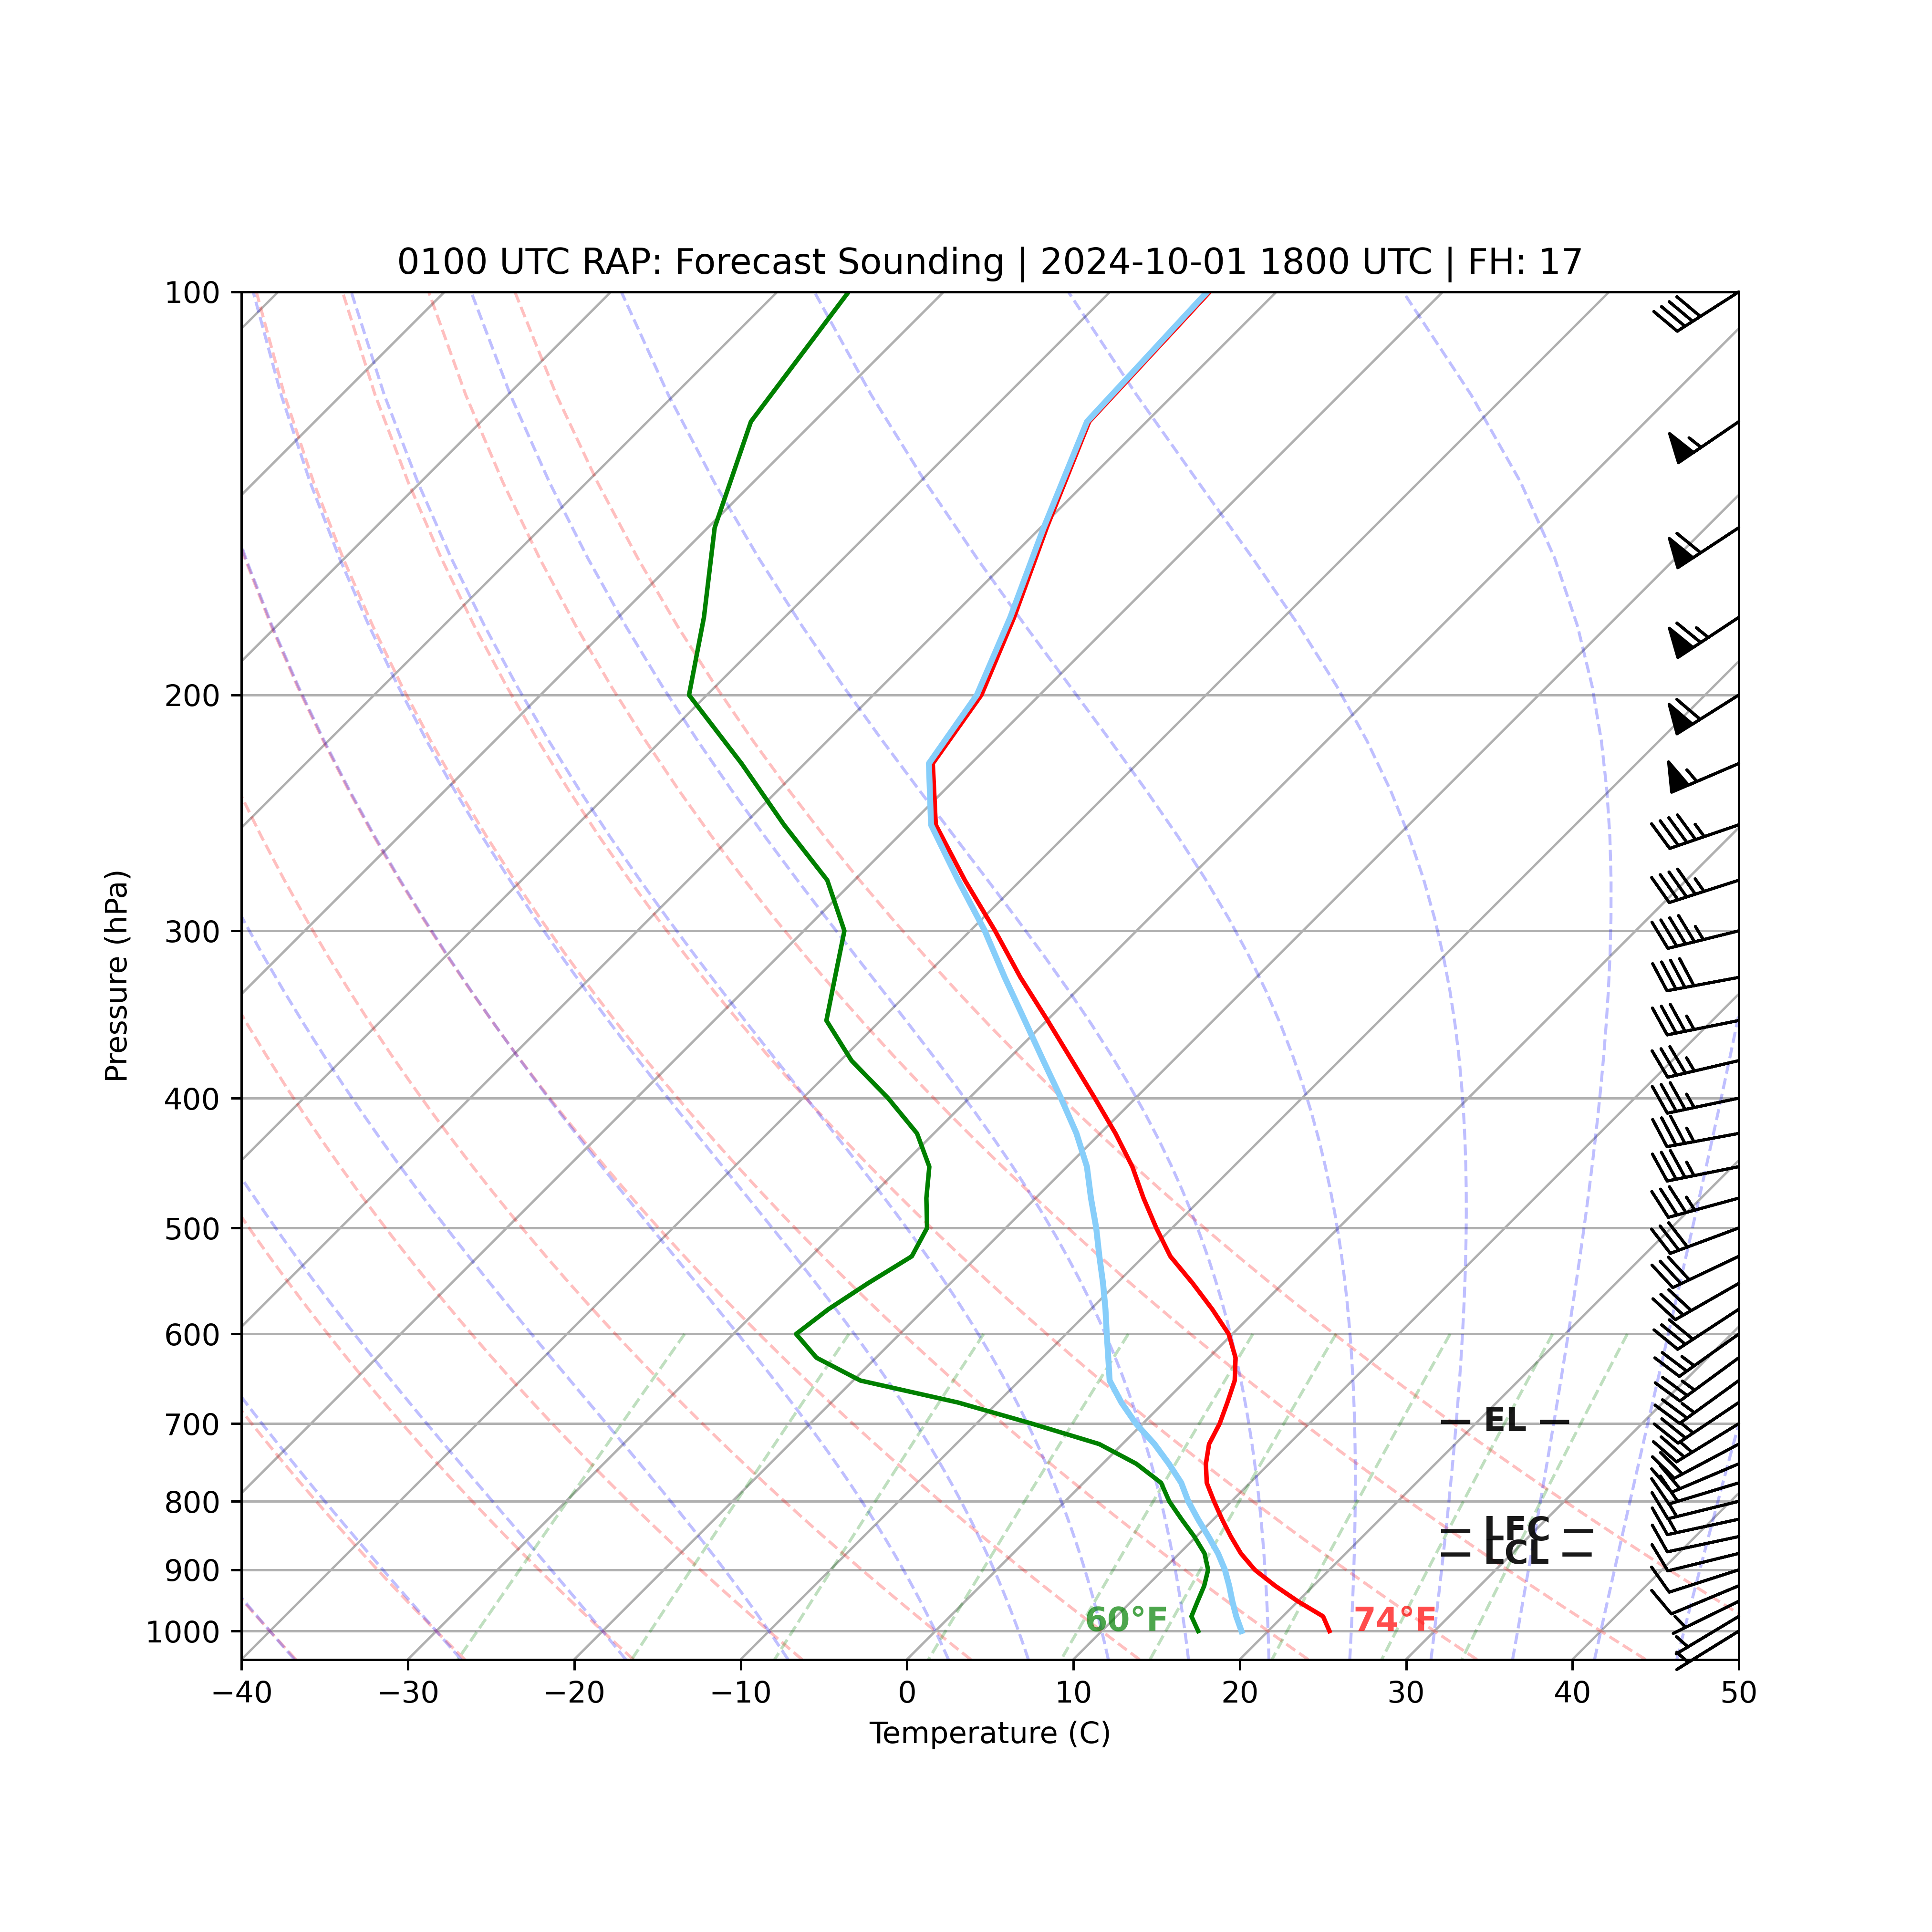 0100 UTC RAP: Forecast Sounding | 2024-10-01 1800 UTC | FH: 17
100
200
300
400
500
600
700
800
900
1000
Pressure (hPa)
— EL —
— LFC —
— LCL —
60°F
74°F
−40 −30 −20 −10 0 10 20 30 40 50
Temperature (C)